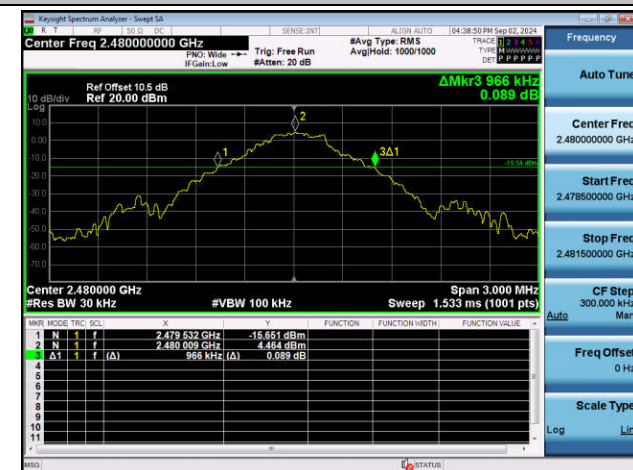 Keysight Spectrum Analyzer - Swept SA
R T RF 50 Ω DC SENSE:INT ALIGN AUTO 04:38:50 PM Sep 02, 2024
Center Freq 2.480000000 GHz
PNO: Wide
IFGain:Low
Trig: Free Run
#Atten: 20 dB
#Avg Type: RMS
Avg|Hold: 1000/1000
TRACE 1 2 3 4 5 6
TYPE M W W W W W
DET P P P P P P
Ref Offset 10.5 dB
Ref 20.00 dBm
ΔMkr3 966 kHz
0.089 dB
10 dB/div
Log
10.0
0.00
-10.0
-20.0
-30.0
-40.0
-50.0
-60.0
-70.0
1
2
3Δ1
-15.54 dBm
Center 2.480000 GHz
#Res BW 30 kHz
#VBW 100 kHz
Span 3.000 MHz
Sweep 1.533 ms (1001 pts)
MKR MODE TRC SCL X Y FUNCTION FUNCTION WIDTH FUNCTION VALUE
1 N 1 f 2.479 532 GHz -15.651 dBm
2 N 1 f 2.480 009 GHz 4.464 dBm
3 Δ1 1 f (Δ) 966 kHz (Δ) 0.089 dB
4
5
6
7
8
9
10
11
MSG STATUS
Frequency
Auto Tune
Center Freq
2.480000000 GHz
Start Freq
2.478500000 GHz
Stop Freq
2.481500000 GHz
CF Step
300.000 kHz
Auto Man
Freq Offset
0 Hz
Scale Type
Log Lin